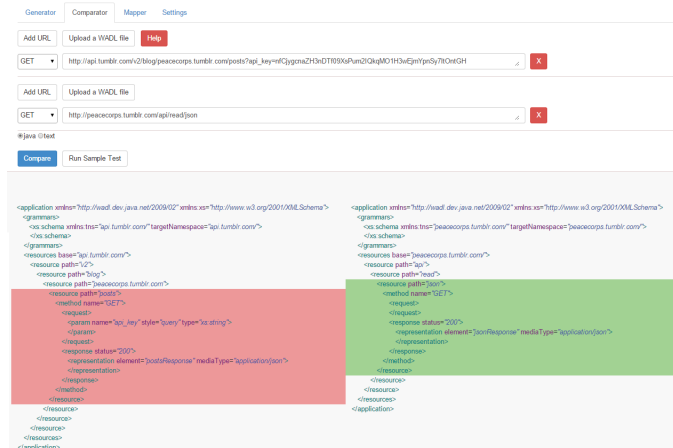 Generator Comparator Mapper Settings
Add URL Upload a WADL file Help
GET http://api.tumblr.com/v2/blog/peacecorps.tumblr.com/posts?api_key=nfCjygcnaZH3nDTf09XsPum2IQkqMO1H3wEjmYpnSy7ltOntGH X
Add URL Upload a WADL file
GET http://peacecorps.tumblr.com/api/read/json X
java text
Compare Run Sample Test
<application xmlns="http://wadl.dev.java.net/2009/02" xmlns:xs="http://www.w3.org/2001/XMLSchema">
<grammars>
<xs:schema xmlns:tns="api.tumblr.com/" targetNamespace="api.tumblr.com/">
</xs:schema>
</grammars>
<resources base="api.tumblr.com/">
<resource path="v2">
<resource path="blog">
<resource path="peacecorps.tumblr.com">
<resource path="posts">
<method name="GET">
<request>
<param name="api_key" style="query" type="xs:string">
</param>
</request>
<response status="200">
<representation element="postsResponse" mediaType="application/json">
</representation>
</response>
</method>
</resource>
</resource>
</resource>
</resource>
</resources>
</application>
<application xmlns="http://wadl.dev.java.net/2009/02" xmlns:xs="http://www.w3.org/2001/XMLSchema">
<grammars>
<xs:schema xmlns:tns="peacecorps.tumblr.com/" targetNamespace="peacecorps.tumblr.com/">
</xs:schema>
</grammars>
<resources base="peacecorps.tumblr.com/">
<resource path="api">
<resource path="read">
<resource path="json">
<method name="GET">
<request>
</request>
<response status="200">
<representation element="jsonResponse" mediaType="application/json">
</representation>
</response>
</method>
</resource>
</resource>
</resource>
</resources>
</application>